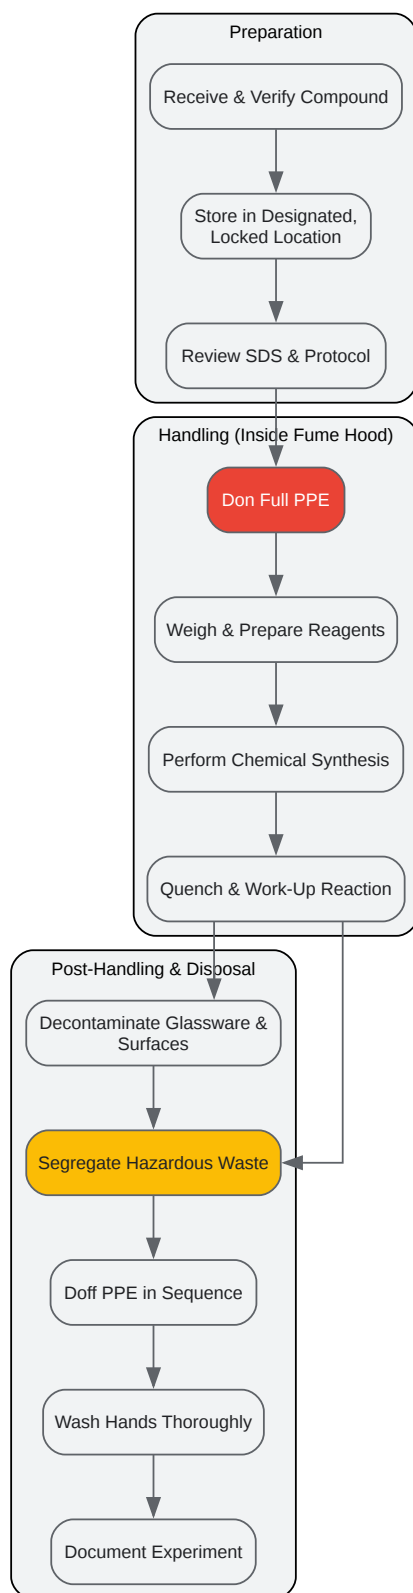 Preparation
Receive & Verify Compound
Store in Designated,
Locked Location
Review SDS & Protocol
Handling (Inside Fume Hood)
Don Full PPE
Weigh & Prepare Reagents
Perform Chemical Synthesis
Quench & Work-Up Reaction
Post-Handling & Disposal
Decontaminate Glassware &
Surfaces
Segregate Hazardous Waste
Doff PPE in Sequence
Wash Hands Thoroughly
Document Experiment